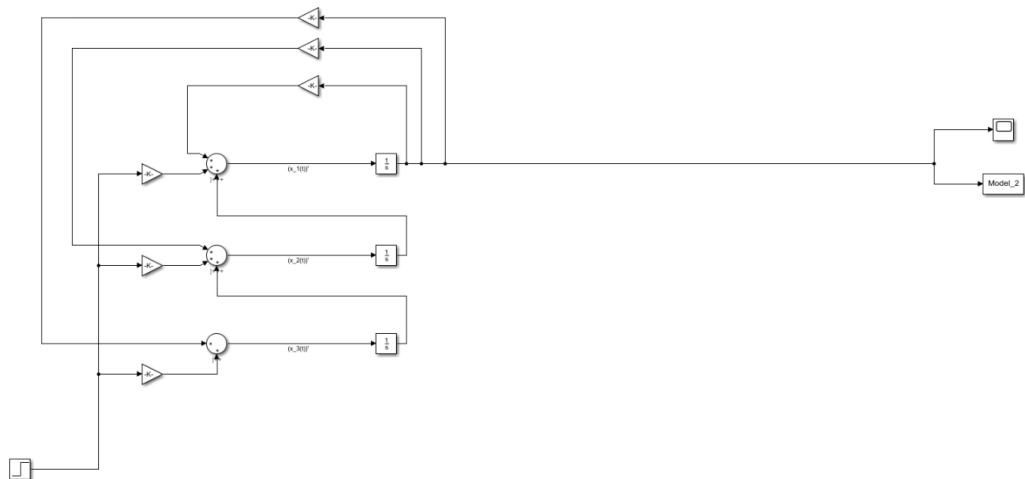 -K-
-K-
-K-
-K-
1
s
(x_1(t))'
Model_2
-K-
1
s
(x_2(t))'
-K-
1
s
(x_3(t))'